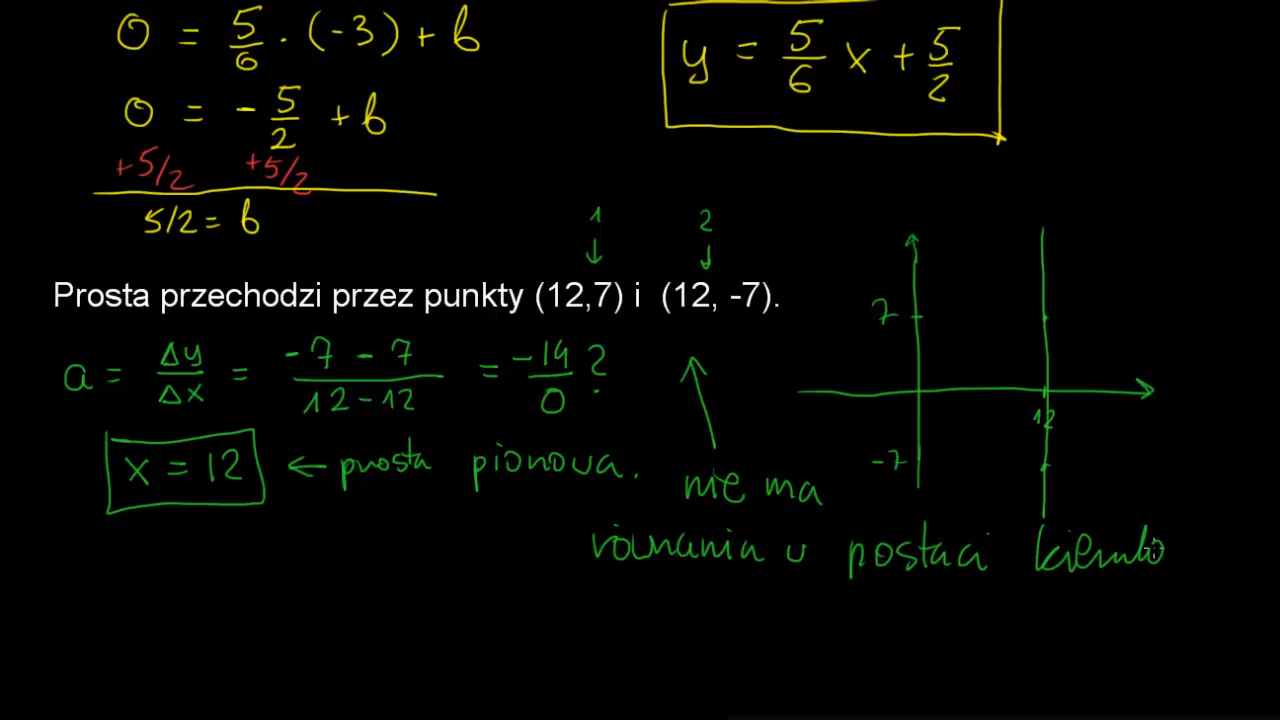 0 = 5/6 · (-3) + b
y = 5/6 x + 5/2
0 = - 5/2 + b
+5/2 +5/2
5/2 = b
1 2
↓ ↓
Prosta przechodzi przez punkty (12,7) i (12, -7).
a = Δy/Δx = -7 - 7/12 - 12 = -14/0 ?
x = 12 ← prosta pionowa.
nie ma
równania w postaci kierunko
7
12
-7